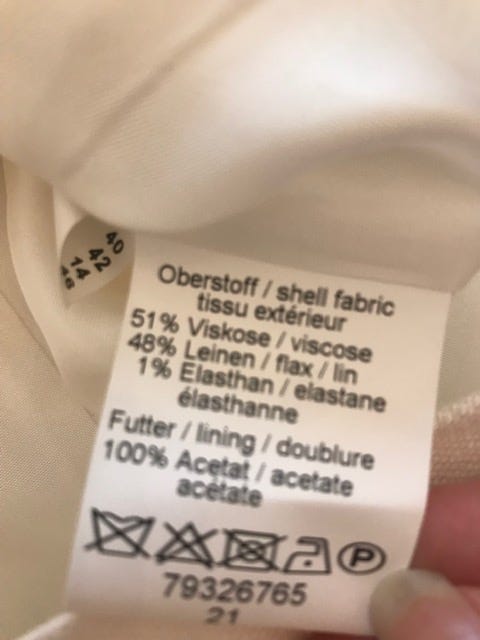 40
42
14
Oberstoff / shell fabric
tissu extérieur
51% Viskose / viscose
48% Leinen / flax / lin
1% Elasthan / elastane
élasthanne
Futter / lining / doublure
100% Acetat / acetate
acétate
P
79326765
21